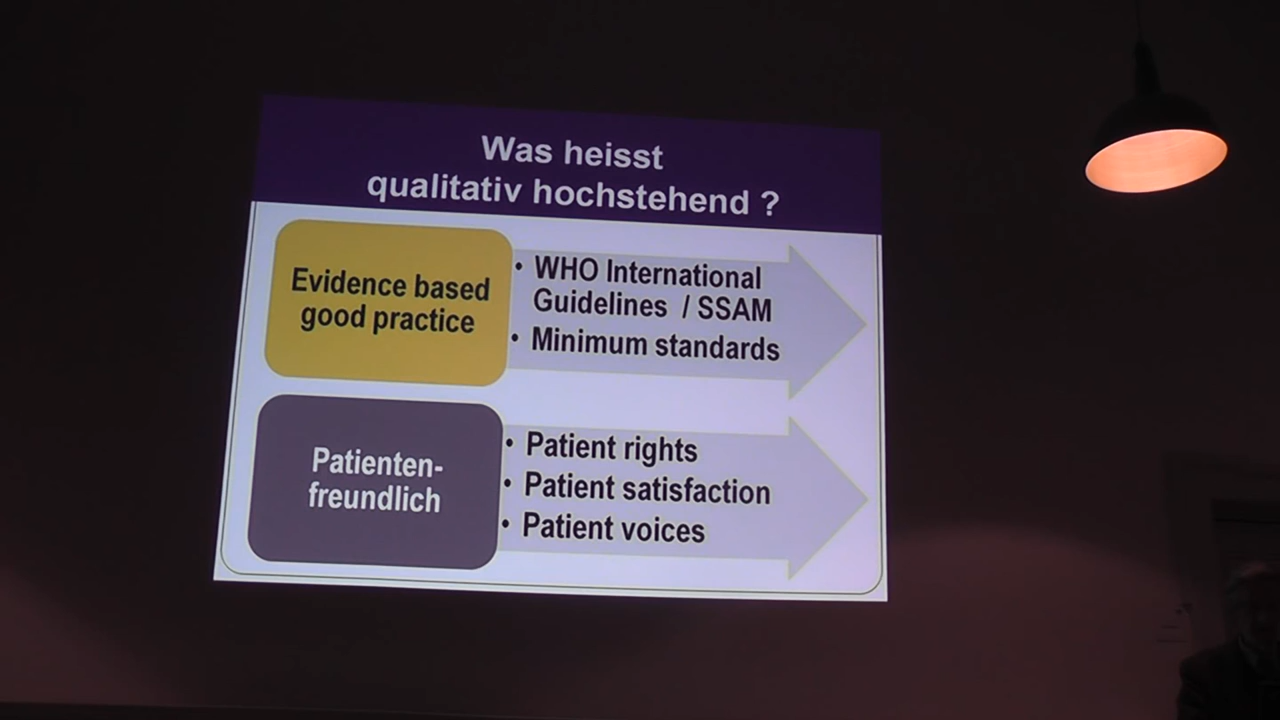 Was heisst
qualitativ hochstehend ?
Evidence based
good practice
• WHO International
Guidelines / SSAM
• Minimum standards
Patienten-
freundlich
• Patient rights
• Patient satisfaction
• Patient voices